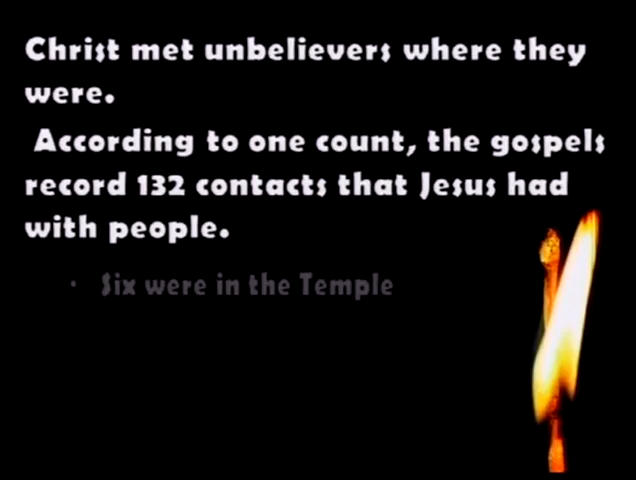 Christ met unbelievers where they
were.
According to one count, the gospels
record 132 contacts that Jesus had
with people.
• Six were in the Temple